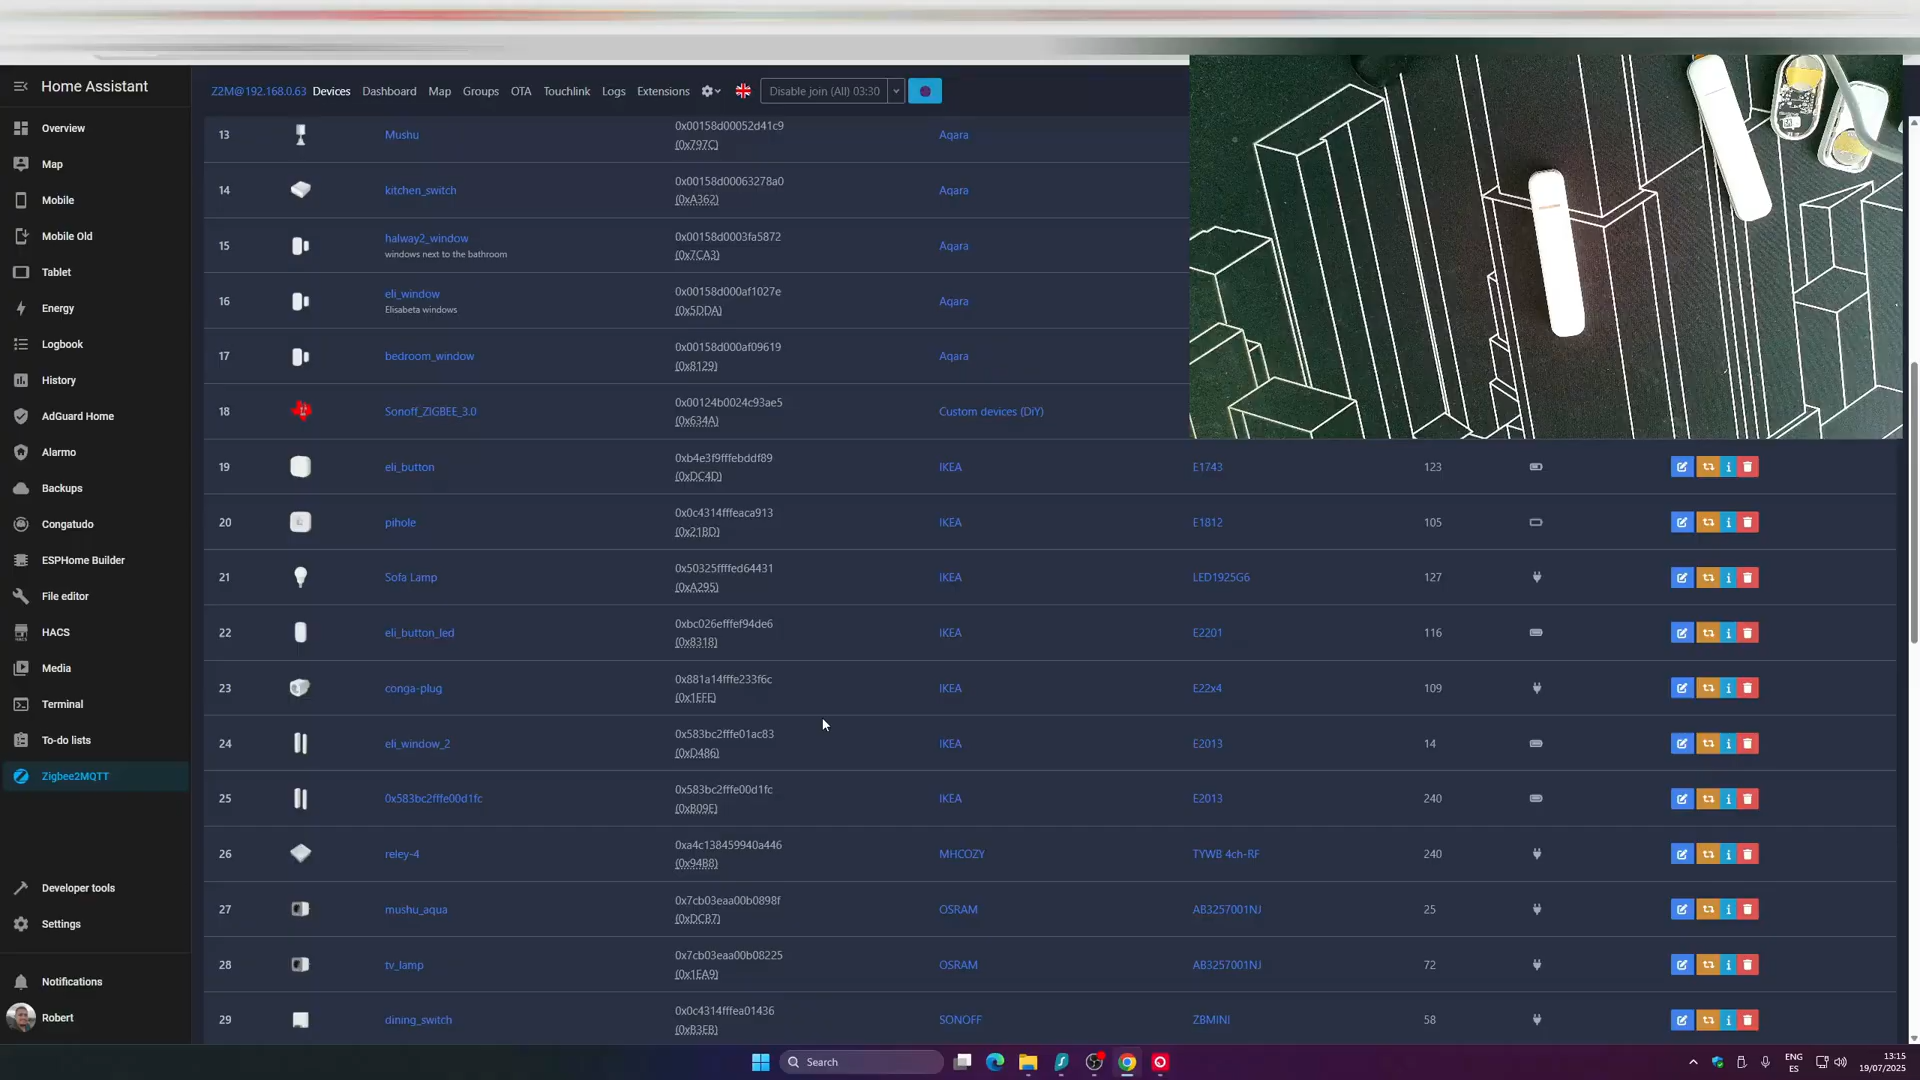 Home Assistant
Z2M@192.168.0.63 Devices Dashboard Map Groups OTA Touchlink Logs Extensions Disable join (All) 03:30
Overview
Map
Mobile
Mobile Old
Tablet
Energy
Logbook
History
AdGuard Home
Alarmo
Backups
Congatudo
ESPHome Builder
File editor
HACS
Media
Terminal
To-do lists
Zigbee2MQTT
Developer tools
Settings
Notifications
Robert
13 Mushu 0x00158d00052d41c9 Aqara
(0x797C)
14 kitchen_switch 0x00158d00063278a0 Aqara
(0xA362)
15 halway2_window 0x00158d0003fa5872 Aqara
windows next to the bathroom (0x7CA3)
16 eli_window 0x00158d000af1027e Aqara
Elisabeta windows (0x5DDA)
17 bedroom_window 0x00158d000af09619 Aqara
(0x8129)
18 Sonoff_ZIGBEE_3.0 0x00124b0024c93ae5 Custom devices (DiY)
(0x634A)
19 eli_button 0xb4e3f9fffebddf89 IKEA E1743 123
(0xDC4D)
20 pihole 0x0c4314fffeaca913 IKEA E1812 105
(0x21BD)
21 Sofa Lamp 0x50325fffffed64431 IKEA LED1925G6 127
(0xA295)
22 eli_button_led 0xbc026efffef94de6 IKEA E2201 116
(0x8318)
23 conga-plug 0x881a14fffe233f6c IKEA E22x4 109
(0x1EFE)
24 eli_window_2 0x583bc2fffe01ac83 IKEA E2013 14
(0xD486)
25 0x583bc2fffe00d1fc 0x583bc2fffe00d1fc IKEA E2013 240
(0xB09E)
26 reley-4 0xa4c138459940a446 MHCOZY TYWB 4ch-RF 240
(0x94B8)
27 mushu_aqua 0x7cb03eaa00b0898f OSRAM AB3257001NJ 25
(0xDCB7)
28 tv_lamp 0x7cb03eaa00b08225 OSRAM AB3257001NJ 72
(0x1EA9)
29 dining_switch 0x0c4314fffea01436 SONOFF ZBMINI 58
(0xB3EB)
Search
ENG
ES
13:15
19/07/2025